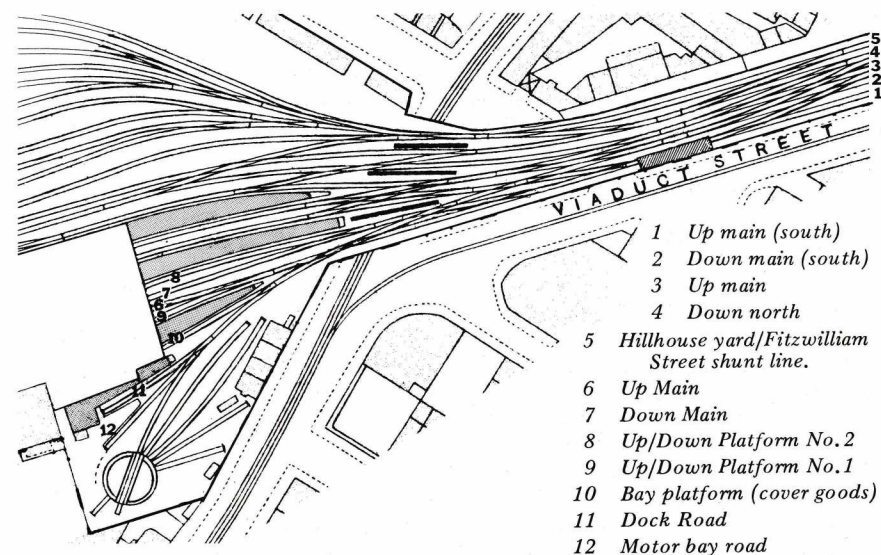 5
4
3
2
1
VIADUCT STREET
8
7
6
9
10
11
12
1 Up main (south)
2 Down main (south)
3 Up main
4 Down north
5 Hillhouse yard/Fitzwilliam
Street shunt line.
6 Up Main
7 Down Main
8 Up/Down Platform No.2
9 Up/Down Platform No.1
10 Bay platform (cover goods)
11 Dock Road
12 Motor bay road